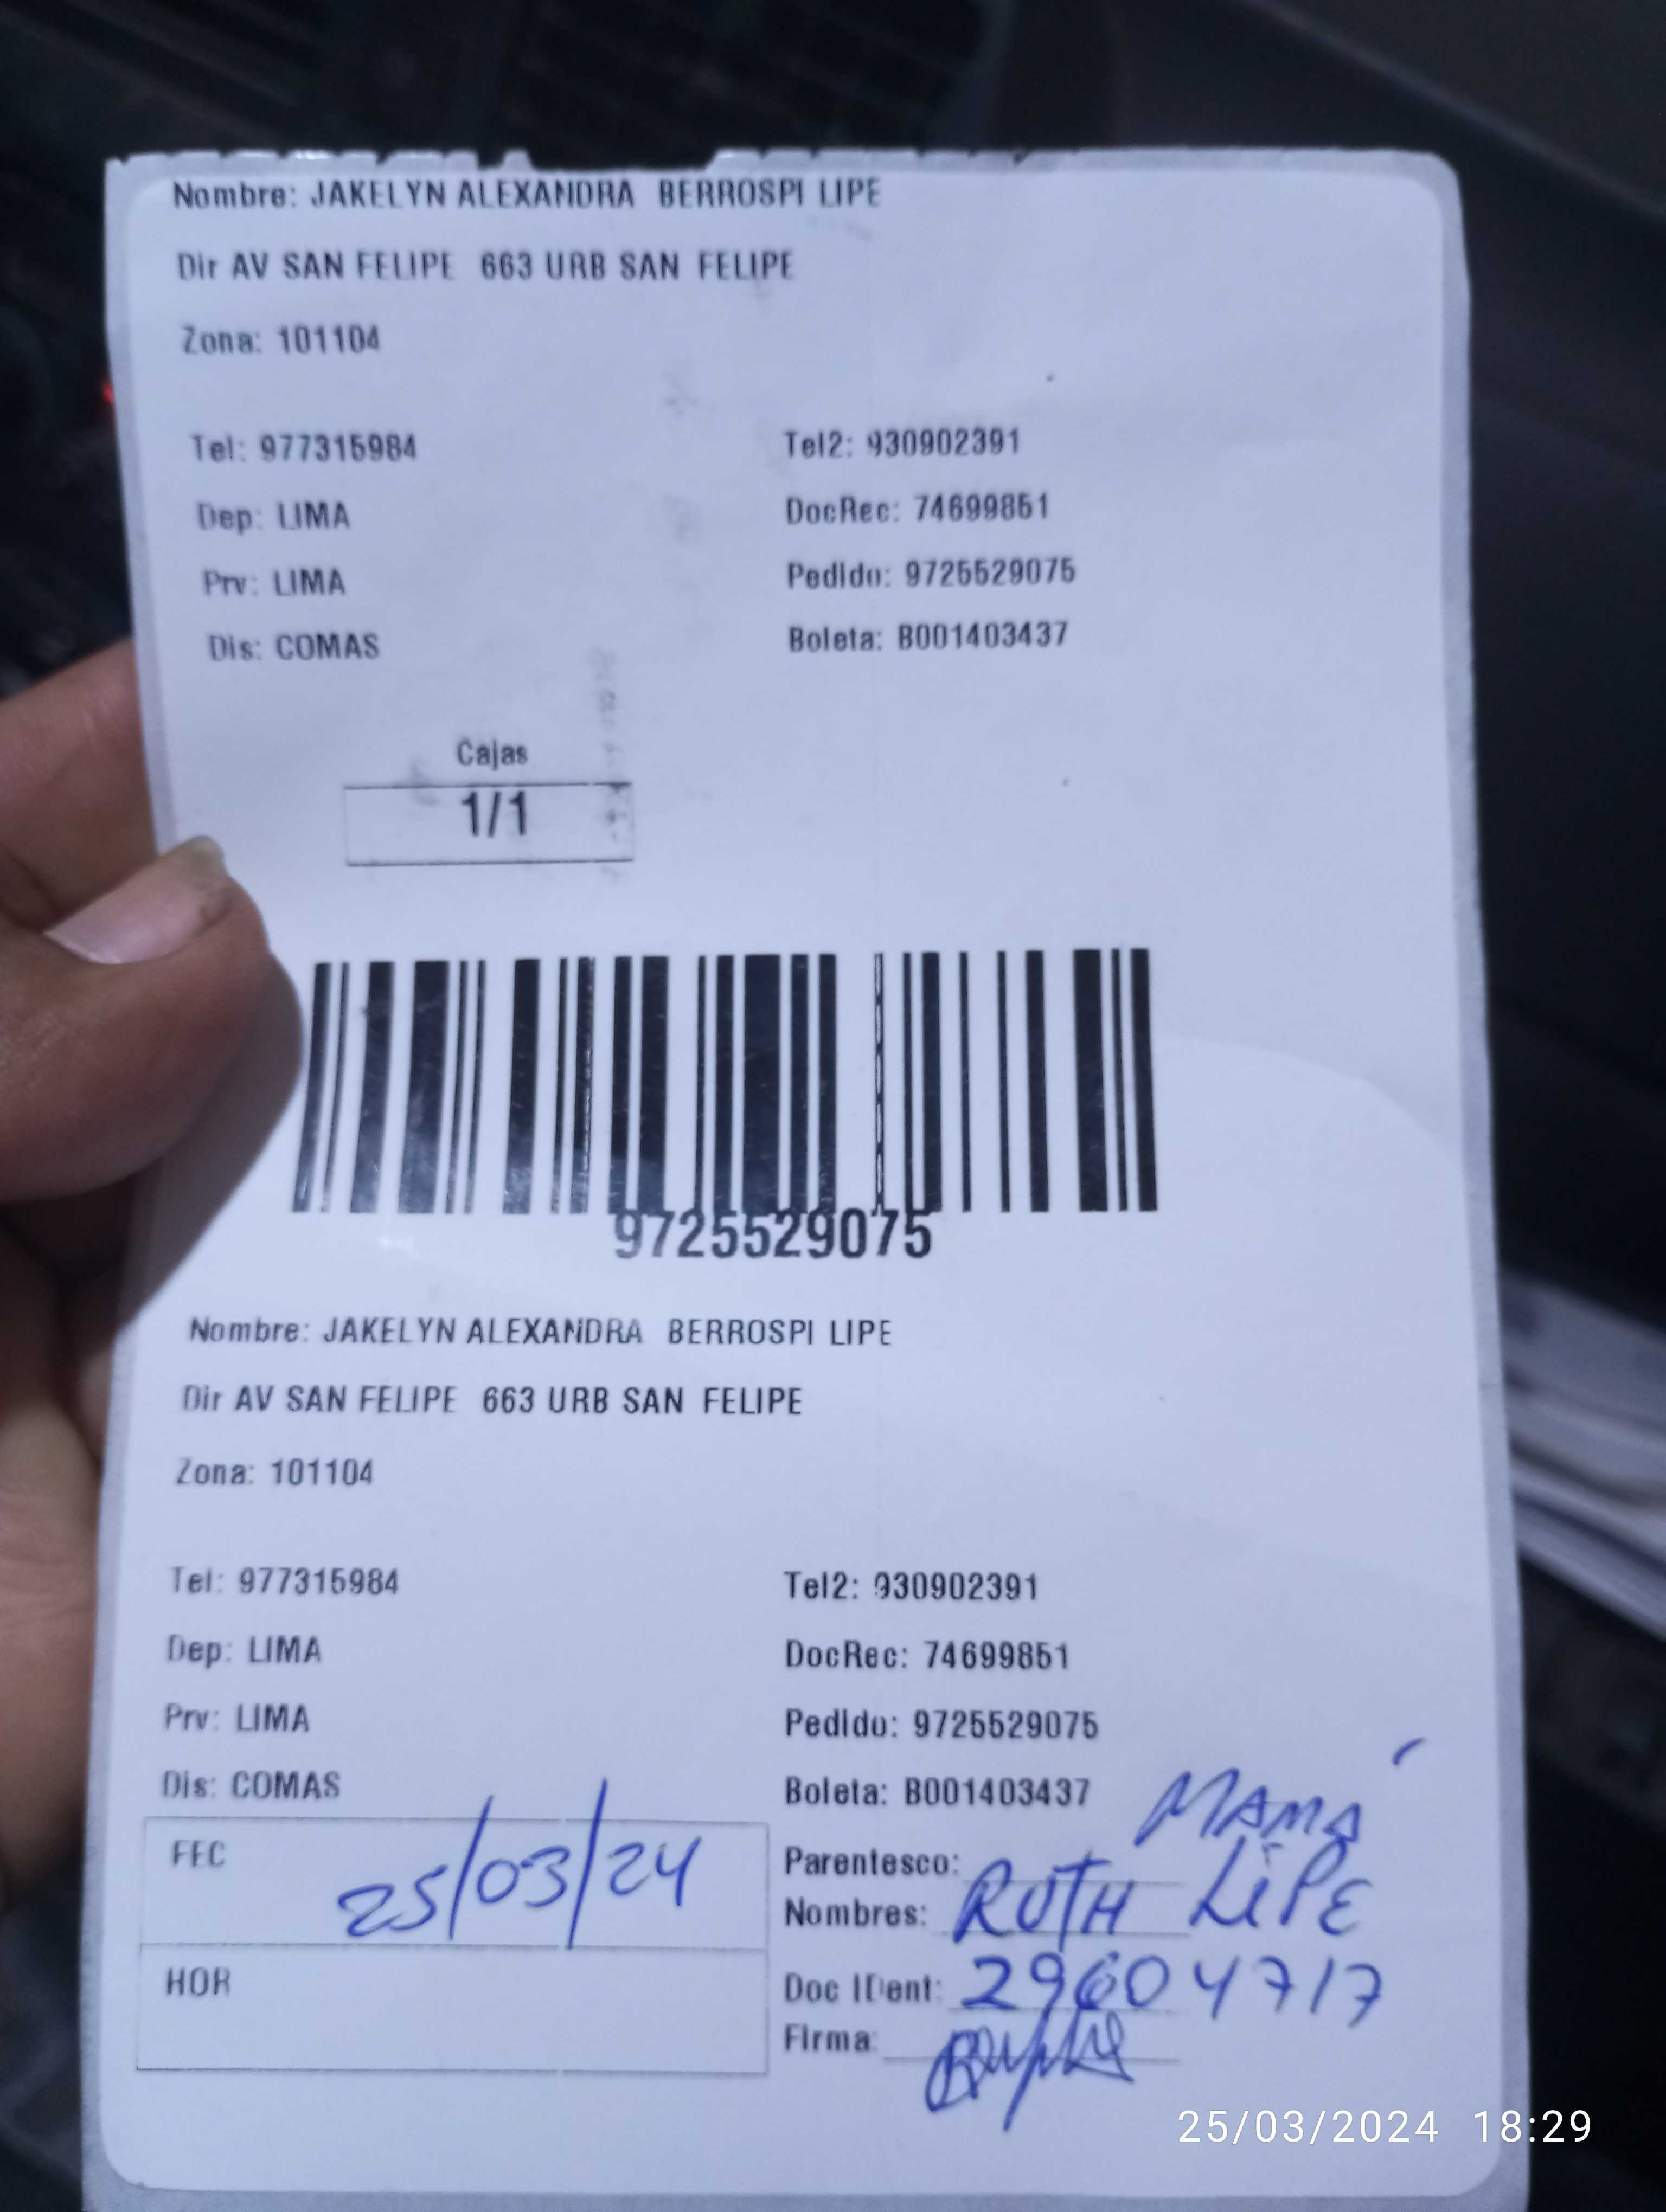 Nombre: JAKELYN ALEXANDRA BERROSPI LIPE
Dir AV SAN FELIPE 663 URB SAN FELIPE
Zona: 101104
Tel: 977315984 Tel2: 930902391
Dep: LIMA DocRec: 74699851
Prv: LIMA Pedido: 9725529075
Dis: COMAS Boleta: B001403437
Cajas
1/1
9725529075
Nombre: JAKELYN ALEXANDRA BERROSPI LIPE
Dir AV SAN FELIPE 663 URB SAN FELIPE
Zona: 101104
Tel: 977315984 Tel2: 930902391
Dep: LIMA DocRec: 74699851
Prv: LIMA Pedido: 9725529075
Dis: COMAS Boleta: B001403437
FEC 25/03/24 Parentesco: MAMÁ
Nombres: RUTH LIPE
HOR Doc IDent: 29604717
Firma:
25/03/2024 18:29